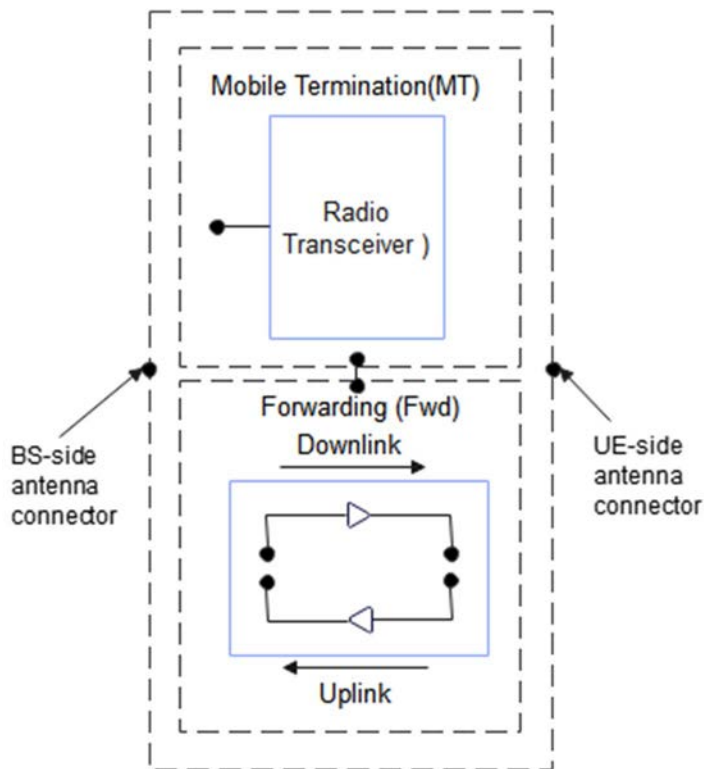 Mobile Termination(MT)
Radio
Transceiver )
BS-side
antenna
connector
UE-side
antenna
connector
Forwarding (Fwd)
Downlink
Uplink